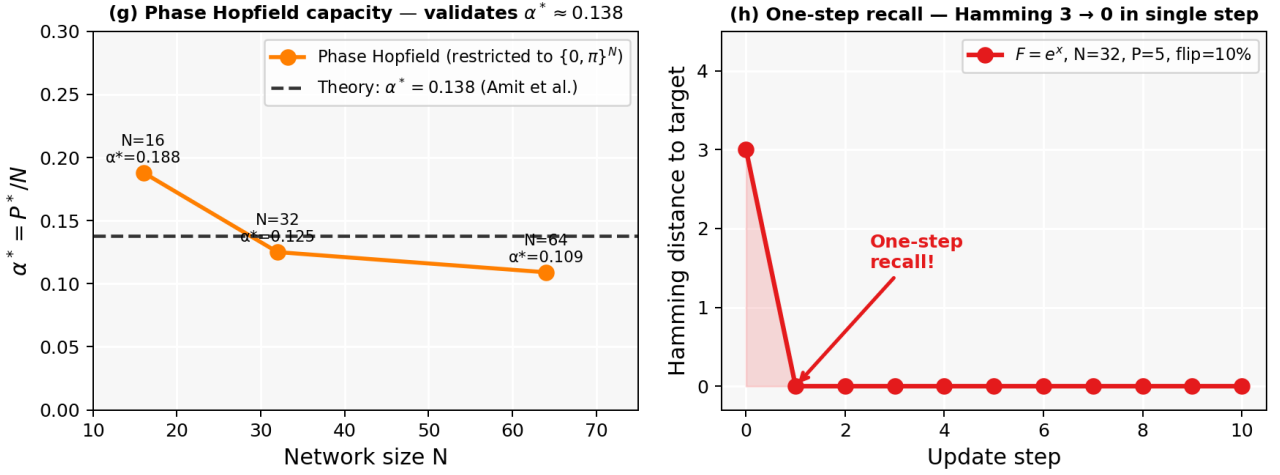 (g) Phase Hopfield capacity — validates α* ≈ 0.138
0.30
0.25
0.20
0.15
0.10
0.05
0.00
α* = P*/N
Phase Hopfield (restricted to {0, π}^N)
Theory: α* = 0.138 (Amit et al.)
N=16
α*=0.188
N=32
α*=0.125
N=64
α*=0.109
10 20 30 40 50 60 70
Network size N
(h) One-step recall — Hamming 3 → 0 in single step
4
3
2
1
0
Hamming distance to target
F = e^x, N=32, P=5, flip=10%
One-step
recall!
0 2 4 6 8 10
Update step